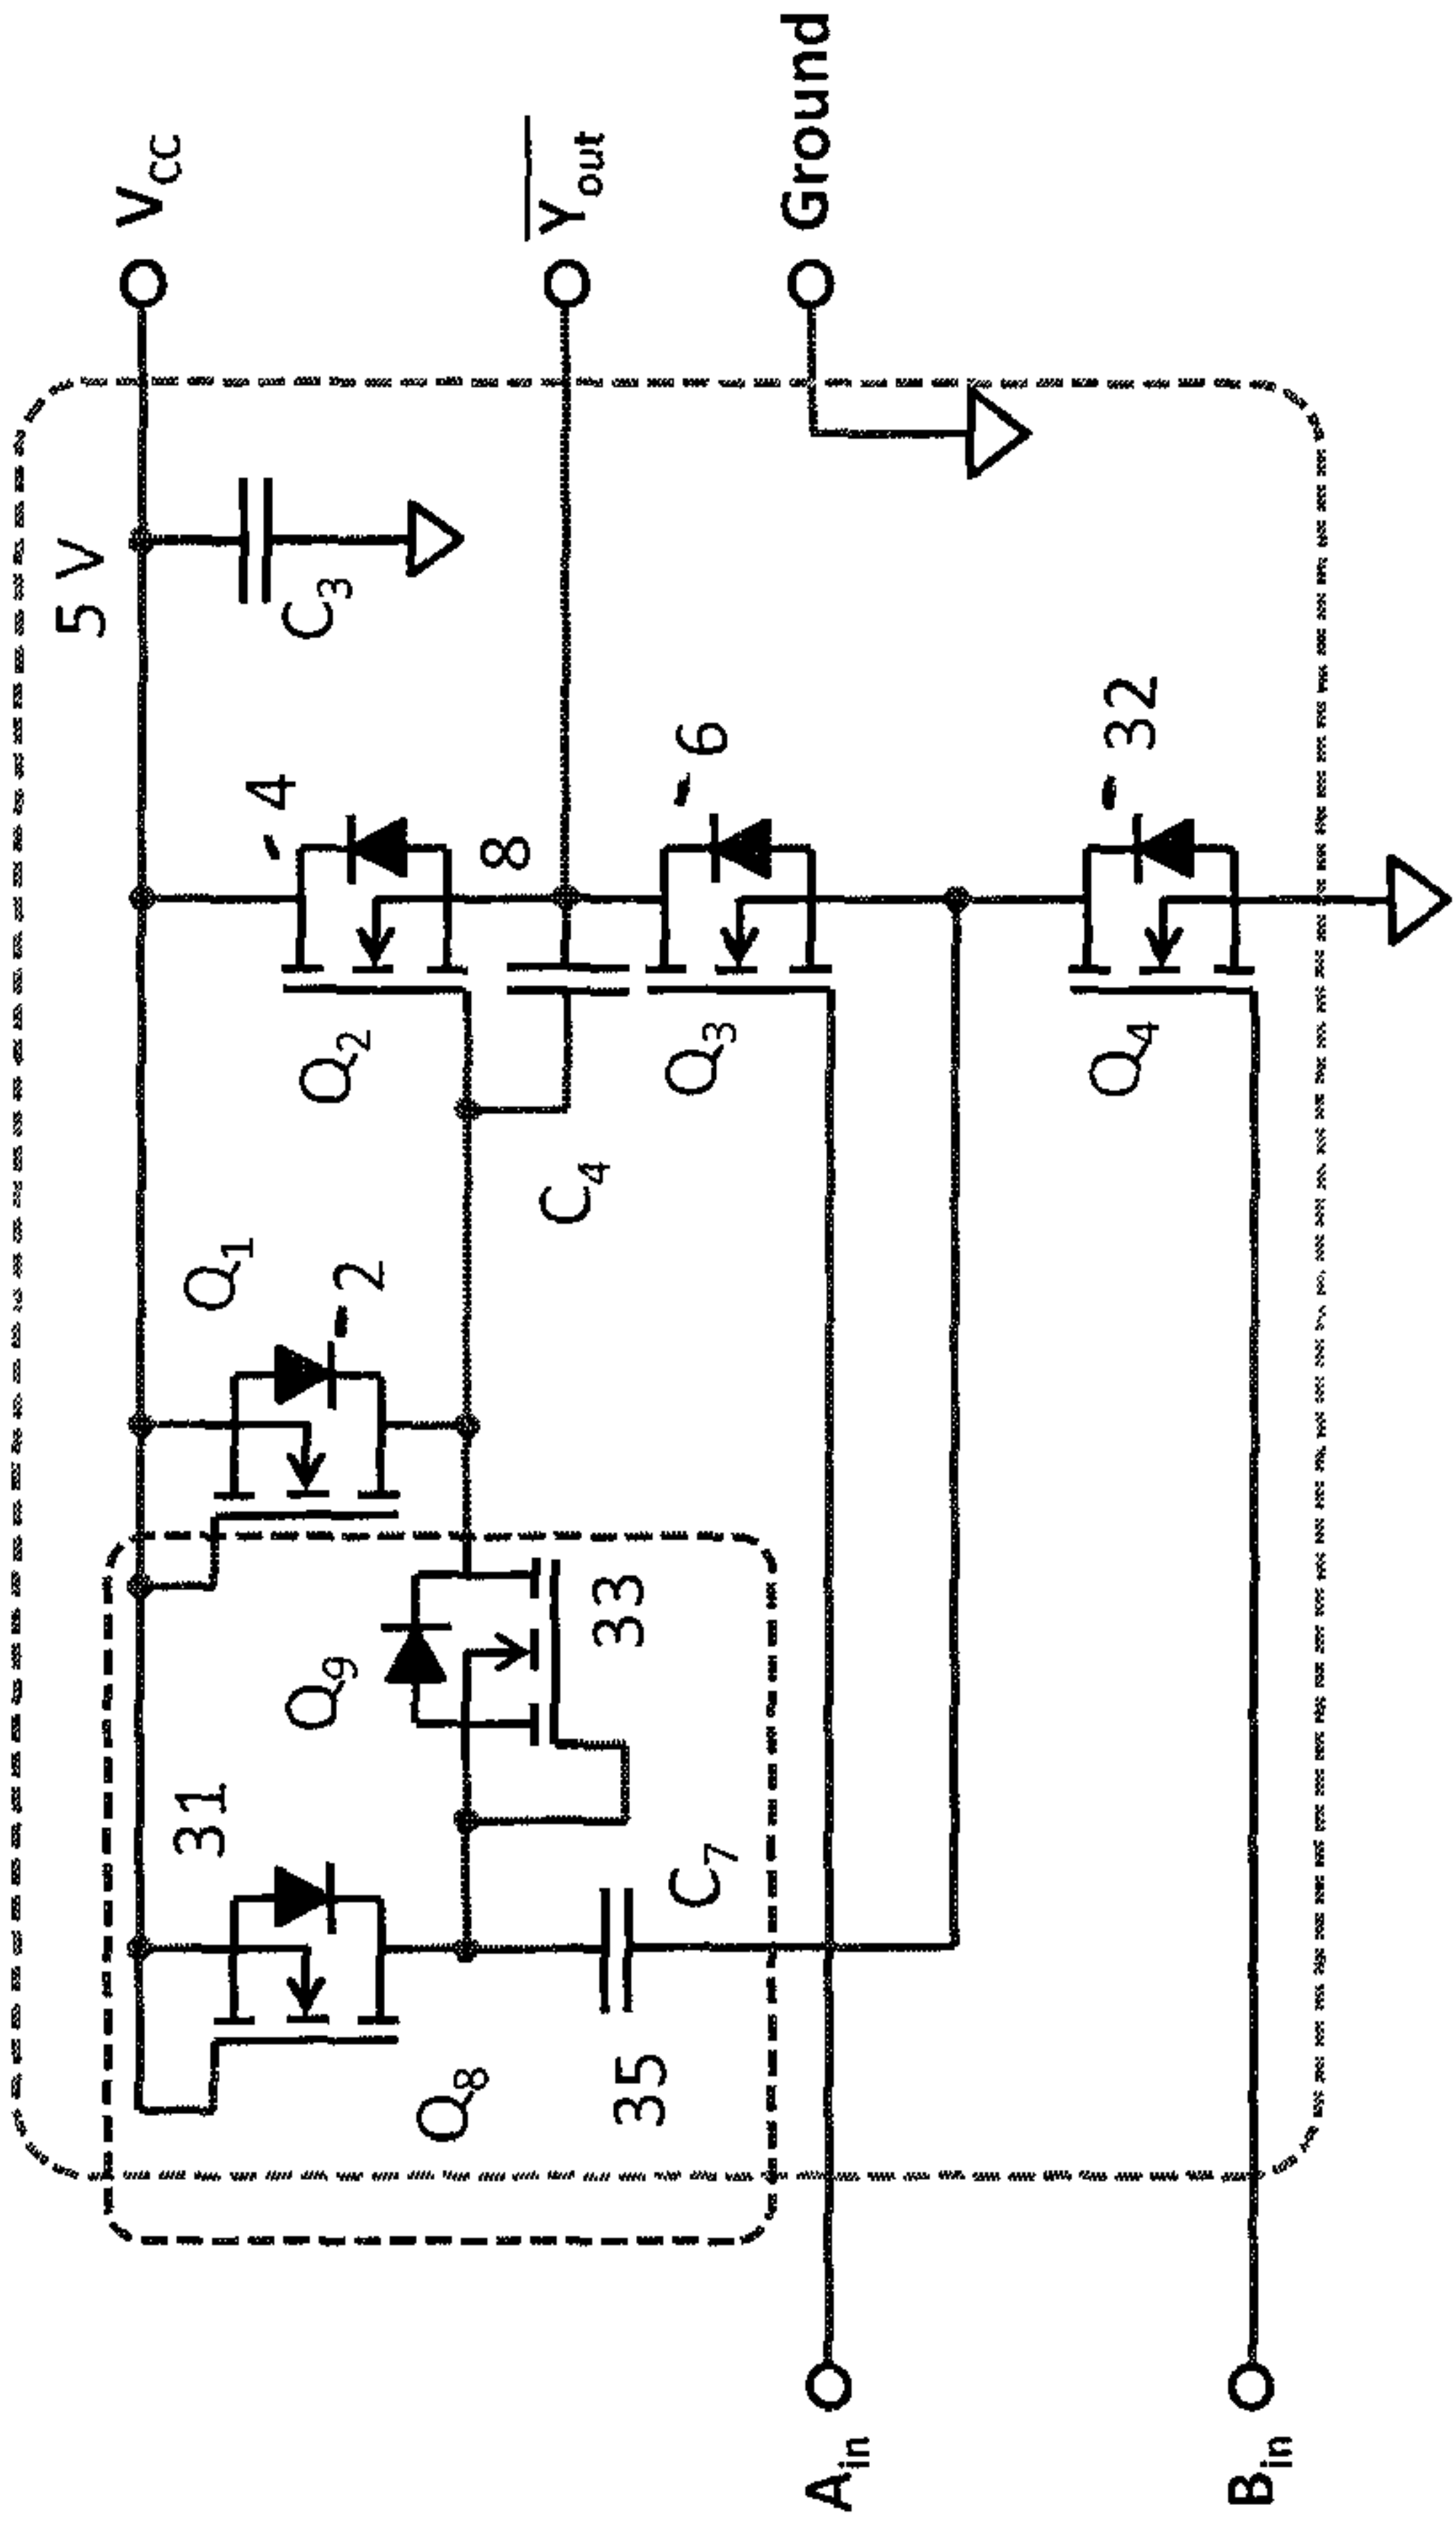 5 V
V_CC
C_3
4
Q_2
8
Y_out
Ground
Q_1
2
C_4
6
Q_3
31
Q_9
33
32
Q_4
Q_8
35
C_7
A_in
B_in